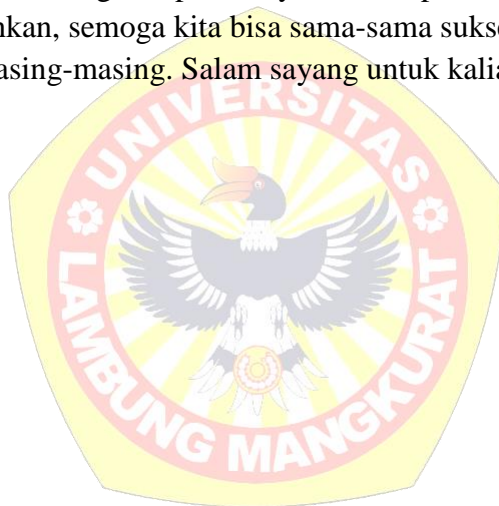 nkan, semoga kita bisa sama-sama sukse
asing-masing. Salam sayang untuk kalia
UNIVERSITAS
LAMBUNG MANGKURAT